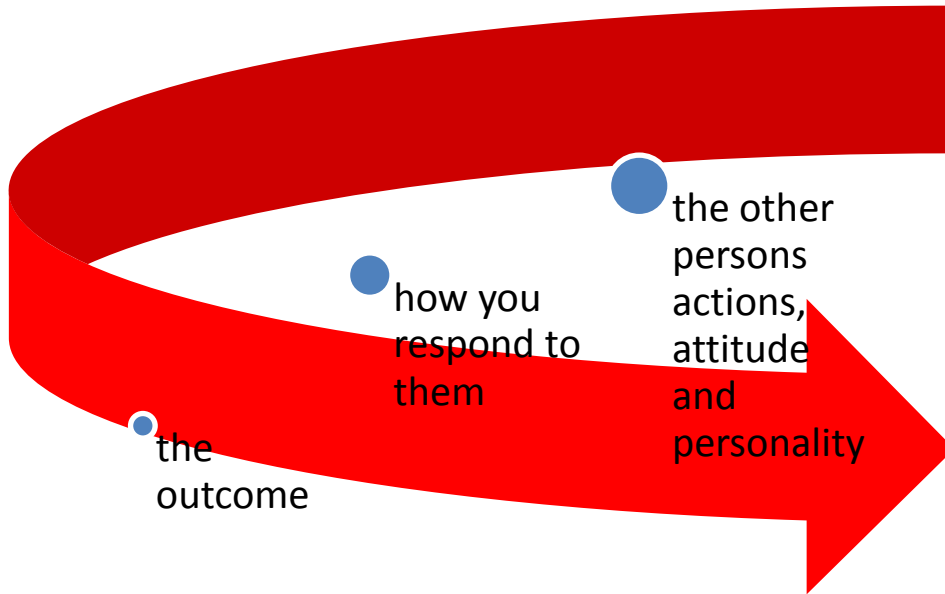 the
outcome
how you
respond to
them
the other
persons
actions,
attitude
and
personality